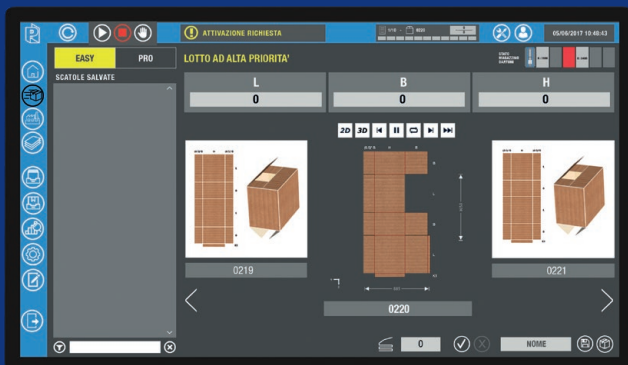 ATTIVAZIONE RICHIESTA
05/06/2017 10:46:43
EASY
PRO
LOTTO AD ALTA PRIORITA'
SCATOLE SALVATE
L
B
H
0
0
0
2D 3D
0219
0220
0221
0
NOME